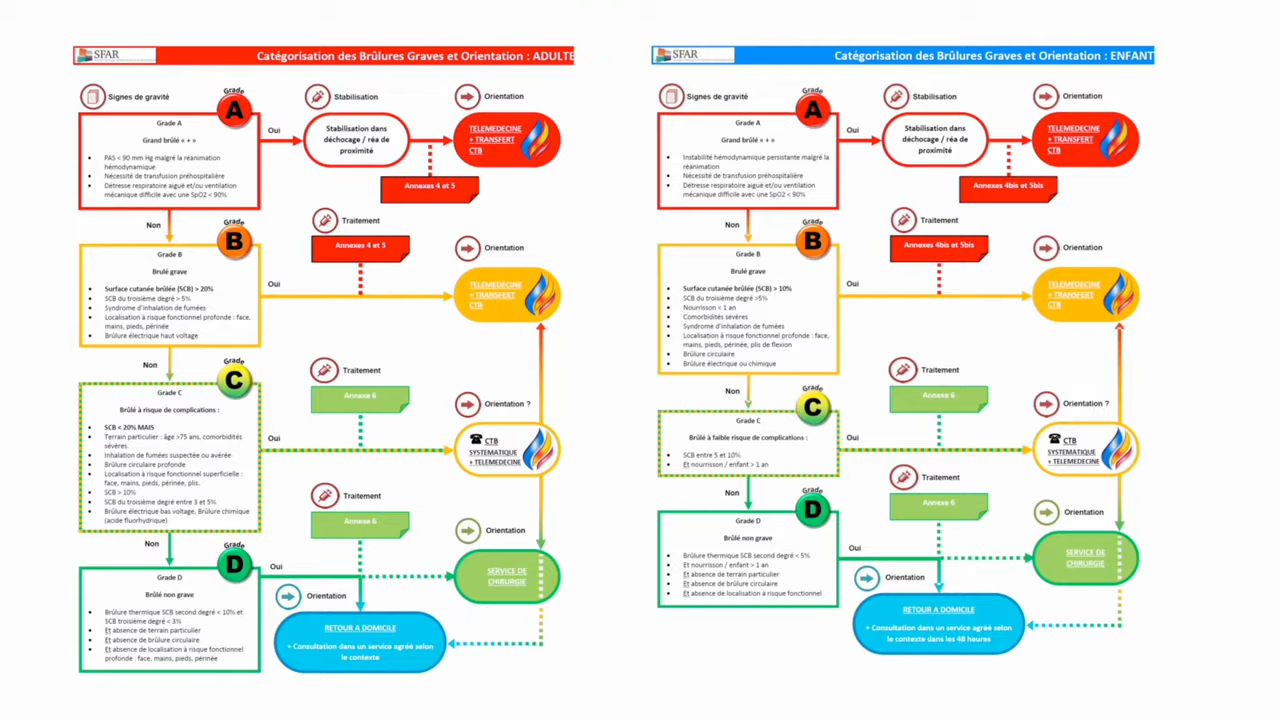 SFAR
Catégorisation des Brûlures Graves et Orientation : ADULTE
Signes de gravité
Grade
A
Stabilisation
Orientation
Grade A
Grand brûlé « + »
PAS < 90 mm Hg malgré la réanimation
hémodynamique
Nécessité de transfusion préhospitalière
Détresse respiratoire aiguë et/ou ventilation
mécanique difficile avec une SpO2 < 90%
Oui
Stabilisation dans
déchocage / réa de
proximité
TELEMEDECINE
+ TRANSFERT
CTB
Annexes 4 et 5
Non
Grade
B
Traitement
Annexes 4 et 5
Orientation
Grade B
Brulé grave
Surface cutanée brûlée (SCB) > 20%
SCB du troisième degré > 5%
Syndrome d'inhalation de fumées
Localisation à risque fonctionnel profonde : face,
mains, pieds, périnée
Brûlure électrique haut voltage
Oui
TELEMEDECINE
+ TRANSFERT
CTB
Non
Grade
C
Traitement
Annexe 6
Orientation ?
Grade C
Brûlé à risque de complications :
SCB < 20% MAIS
Terrain particulier : âge >75 ans, comorbidités
sévères.
Inhalation de fumées suspectée ou avérée
Brûlure circulaire profonde
Localisation à risque fonctionnel superficielle :
face, mains, pieds, périnée, plis.
SCB > 10%
SCB du troisième degré entre 3 et 5%
Brûlure électrique bas voltage, Brûlure chimique
(acide fluorhydrique)
Oui
CTB
SYSTEMATIQUE
+ TELEMEDECINE
Non
Grade
D
Traitement
Annexe 6
Orientation
Grade D
Brûlé non grave
Brûlure thermique SCB second degré < 10% et
SCB troisième degré < 3%
Et absence de terrain particulier
Et absence de brûlure circulaire
Et absence de localisation à risque fonctionnel
profonde : face, mains, pieds, périnée
Oui
SERVICE DE
CHIRURGIE
Orientation
RETOUR A DOMICILE
+ Consultation dans un service agréé selon
le contexte
SFAR
Catégorisation des Brûlures Graves et Orientation : ENFANT
Signes de gravité
Grade
A
Stabilisation
Orientation
Grade A
Grand brûlé « + »
Instabilité hémodynamique persistante malgré la
réanimation
Nécessité de transfusion préhospitalière
Détresse respiratoire aiguë et/ou ventilation
mécanique difficile avec une SpO2 < 90%
Oui
Stabilisation dans
déchocage / réa de
proximité
TELEMEDECINE
+ TRANSFERT
CTB
Annexes 4bis et 5bis
Non
Grade
B
Traitement
Annexes 4bis et 5bis
Orientation
Grade B
Brulé grave
Surface cutanée brûlée (SCB) > 10%
SCB du troisième degré >5%
Nourrisson < 1 an
Comorbidités sévères
Syndrome d'inhalation de fumées
Localisation à risque fonctionnel profonde : face,
mains, pieds, périnée, plis de flexion
Brûlure circulaire
Brûlure électrique ou chimique
Oui
TELEMEDECINE
+ TRANSFERT
CTB
Non
Grade
C
Traitement
Annexe 6
Orientation ?
Grade C
Brûlé à faible risque de complications :
SCB entre 5 et 10%
Et nourrisson / enfant > 1 an
Oui
CTB
SYSTEMATIQUE
+ TELEMEDECINE
Non
Grade
D
Traitement
Annexe 6
Orientation
Grade D
Brûlé non grave
Brûlure thermique SCB second degré < 5%
Et nourrisson / enfant > 1 an
Et absence de terrain particulier
Et absence de brûlure circulaire
Et absence de localisation à risque fonctionnel
Oui
SERVICE DE
CHIRURGIE
Orientation
RETOUR A DOMICILE
+ Consultation dans un service agréé selon
le contexte dans les 48 heures